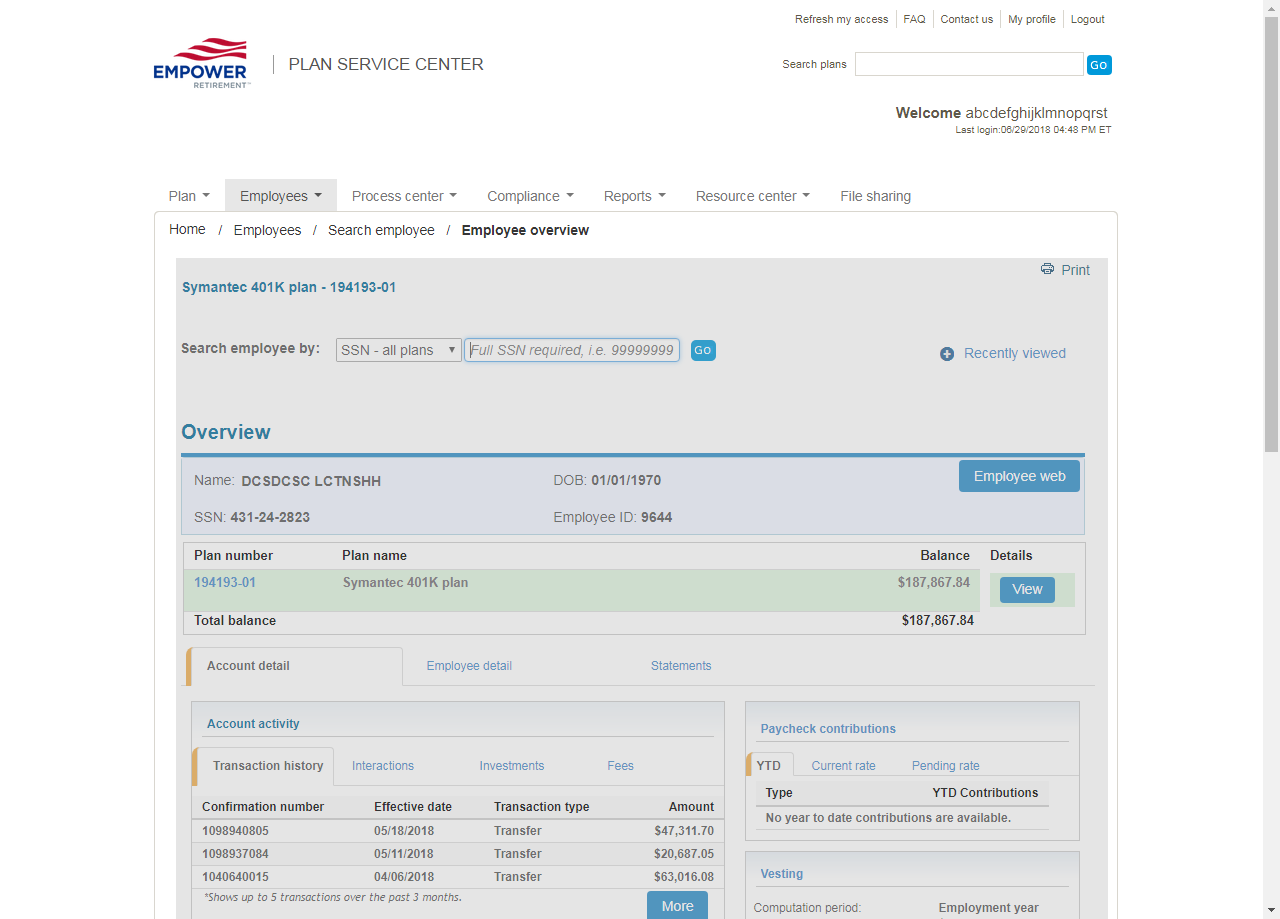 Refresh my access FAQ Contact us My profile Logout
EMPOWER
RETIREMENT™
PLAN SERVICE CENTER
Search plans Go
Welcome abcdefghijklmnopqrst
Last login:06/29/2018 04:48 PM ET
Plan Employees Process center Compliance Reports Resource center File sharing
Home / Employees / Search employee / Employee overview
Print
Symantec 401K plan - 194193-01
Search employee by: SSN - all plans Full SSN required, i.e. 99999999 Go
Recently viewed
Overview
Name: DCSDCSC LCTNSHH DOB: 01/01/1970 Employee web
SSN: 431-24-2823 Employee ID: 9644
Plan number Plan name Balance Details
194193-01 Symantec 401K plan $187,867.84 View
Total balance $187,867.84
Account detail Employee detail Statements
Account activity
Transaction history Interactions Investments Fees
Confirmation number Effective date Transaction type Amount
1098940805 05/18/2018 Transfer $47,311.70
1098937084 05/11/2018 Transfer $20,687.05
1040640015 04/06/2018 Transfer $63,016.08
*Shows up to 5 transactions over the past 3 months.
More
Paycheck contributions
YTD Current rate Pending rate
Type YTD Contributions
No year to date contributions are available.
Vesting
Computation period: Employment year